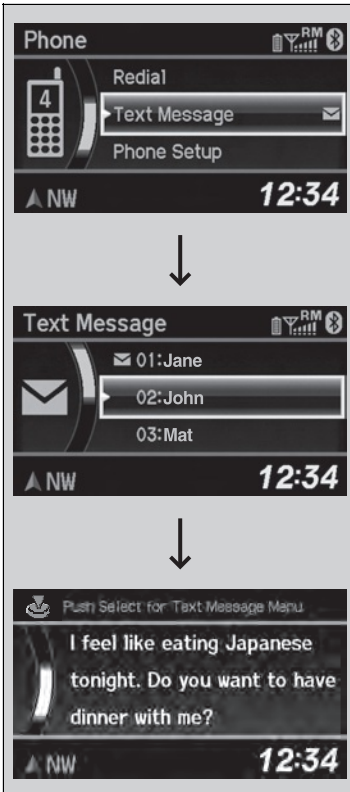 Phone
RM
4
Redial
Text Message
Phone Setup
NW 12:34
Text Message
RM
01:Jane
02:John
03:Mat
NW 12:34
Push Select for Text Message Menu
I feel like eating Japanese
tonight. Do you want to have
dinner with me?
NW 12:34